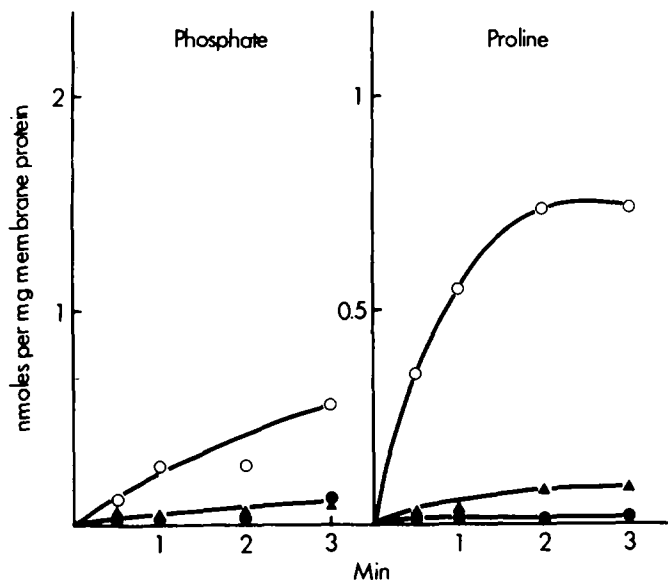 Phosphate
Proline
nmoles per mg membrane protein
2
1
1
0.5
1 2 3
1 2 3
Min